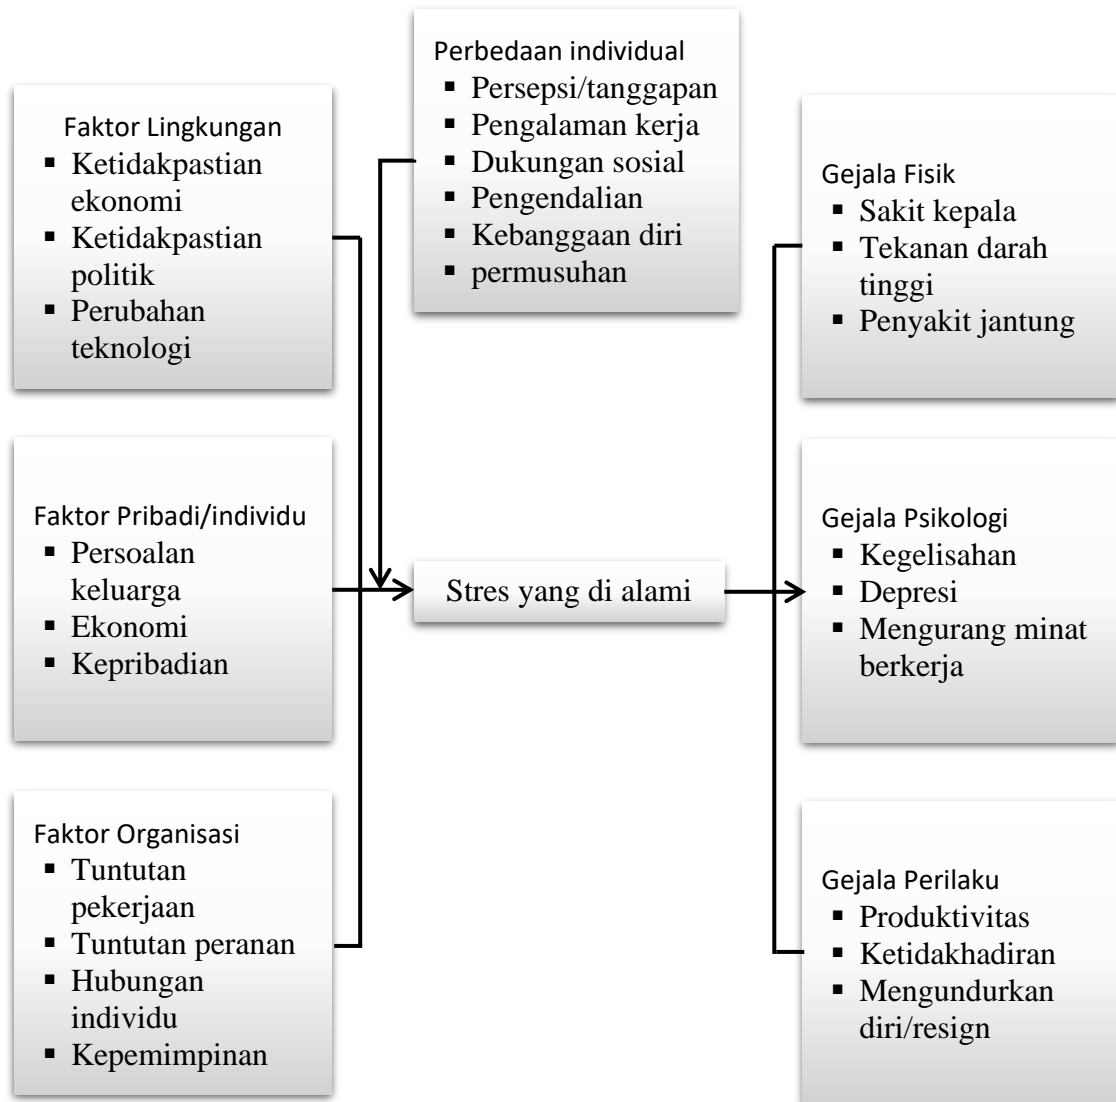 Perbedaan individual
▪ Persepsi/tanggapan
▪ Pengalaman kerja
▪ Dukungan sosial
▪ Pengendalian
▪ Kebanggaan diri
▪ permusuhan
Faktor Lingkungan
▪ Ketidakpastian
ekonomi
▪ Ketidakpastian
politik
▪ Perubahan
teknologi
Faktor Pribadi/individu
▪ Persoalan
keluarga
▪ Ekonomi
▪ Kepribadian
Faktor Organisasi
▪ Tuntutan
pekerjaan
▪ Tuntutan peranan
▪ Hubungan
individu
▪ Kepemimpinan
Stres yang di alami
Gejala Fisik
▪ Sakit kepala
▪ Tekanan darah
tinggi
▪ Penyakit jantung
Gejala Psikologi
▪ Kegelisahan
▪ Depresi
▪ Mengurang minat
berkerja
Gejala Perilaku
▪ Produktivitas
▪ Ketidakhadiran
▪ Mengundurkan
diri/resign